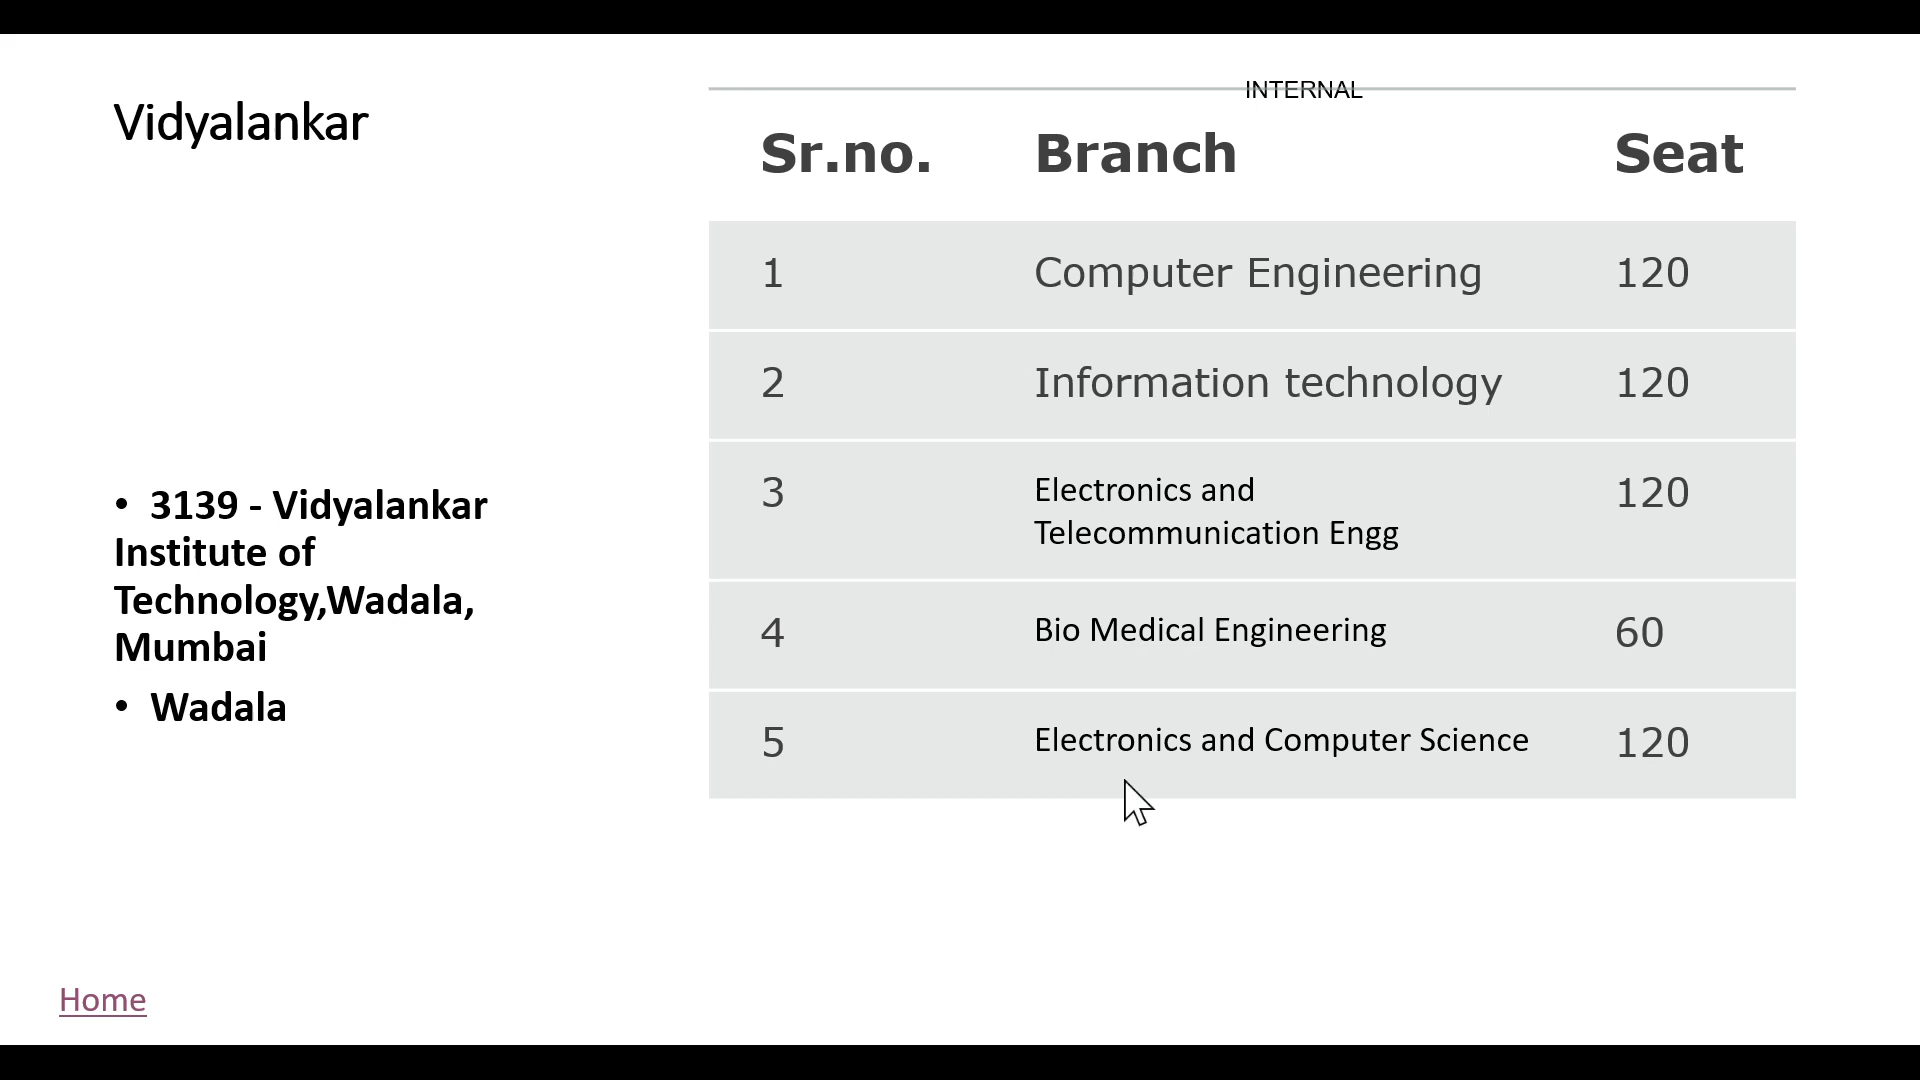 INTERNAL
Vidyalankar
• 3139 - Vidyalankar
Institute of
Technology,Wadala,
Mumbai
• Wadala
Sr.no. Branch Seat
1 Computer Engineering 120
2 Information technology 120
3 Electronics and
Telecommunication Engg 120
4 Bio Medical Engineering 60
5 Electronics and Computer Science 120
Home